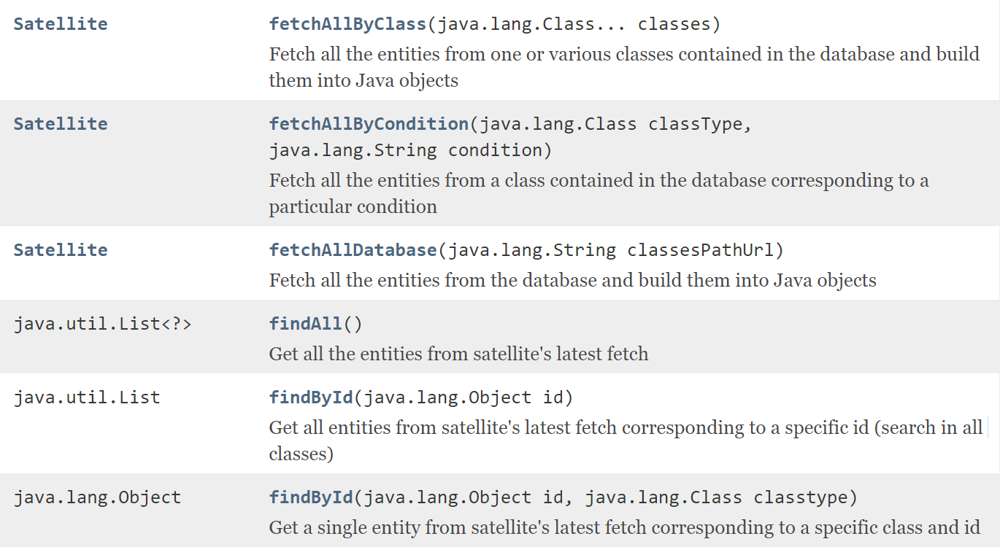 Satellite fetchAllByClass(java.lang.Class... classes)
Fetch all the entities from one or various classes contained in the database and build
them into Java objects
Satellite fetchAllByCondition(java.lang.Class classType,
java.lang.String condition)
Fetch all the entities from a class contained in the database corresponding to a
particular condition
Satellite fetchAllDatabase(java.lang.String classesPathUrl)
Fetch all the entities from the database and build them into Java objects
java.util.List<?> findAll()
Get all the entities from satellite's latest fetch
java.util.List findById(java.lang.Object id)
Get all entities from satellite's latest fetch corresponding to a specific id (search in all
classes)
java.lang.Object findById(java.lang.Object id, java.lang.Class classtype)
Get a single entity from satellite's latest fetch corresponding to a specific class and id